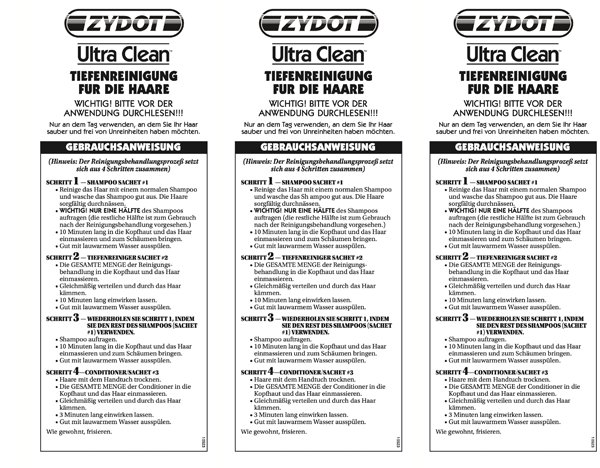 ZYDOT
Ultra Clean™
TIEFENREINIGUNG
FUR DIE HAARE
WICHTIG! BITTE VOR DER
ANWENDUNG DURCHLESEN!!!
Nur an dem Tag verwenden, an dem Sie Ihr Haar
sauber und frei von Unreinheiten haben möchten.
GEBRAUCHSANWEISUNG
(Hinweis: Der Reinigungsbehandlungsprozeß setzt
sich aus 4 Schritten zusammen)
SCHRITT 1 — SHAMPOO SACHET #1
• Reinige das Haar mit einem normalen Shampoo
und wasche das Shampoo gut aus. Die Haare
sorgfältig durchnässen,
• WICHTIG! NUR EINE HÄLFTE des Shampoos
auftragen (die restliche Hälfte ist zum Gebrauch
nach der Reinigungsbehandlung vorgesehen.)
• 10 Minuten lang in die Kopfhaut und das Haar
einmassieren und zum Schäumen bringen.
• Gut mit lauwarmem Wasser ausspülen.
SCHRITT 2 — TIEFENREINIGER SACHET #2
• Die GESAMTE MENGE der Reinigungs-
behandlung in die Kopfhaut und das Haar
einmassieren.
• Gleichmäßig verteilen und durch das Haar
kämmen.
• 10 Minuten lang einwirken lassen.
• Gut mit lauwarmem Wasser ausspülen.
SCHRITT 3 — WIEDERHOLEN SIE SCHRITT 1, INDEM
SIE DEN REST DES SHAMPOOS (SACHET
#1) VERWENDEN.
• Shampoo auftragen.
• 10 Minuten lang in die Kopfhaut und das Haar
einmassieren und zum Schäumen bringen.
• Gut mit lauwarmem Wasser ausspülen.
SCHRITT 4—CONDITIONER/SACHET #3
• Haare mit dem Handtuch trocknen.
• Die GESAMTE MENGE der Conditioner in die
Kopfhaut und das Haar einmassieren.
• Gleichmäßig verteilen und durch das Haar
kämmen.
• 3 Minuten lang einwirken lassen.
• Gut mit lauwarmem Wasser ausspülen.
Wie gewohnt, frisieren.
ZYDOT
Ultra Clean™
TIEFENREINIGUNG
FUR DIE HAARE
WICHTIG! BITTE VOR DER
ANWENDUNG DURCHLESEN!!!
Nur an dem Tag verwenden, an dem Sie Ihr Haar
sauber und frei von Unreinheiten haben möchten.
GEBRAUCHSANWEISUNG
(Hinweis: Der Reinigungsbehandlungsprozeß setzt
sich aus 4 Schritten zusammen)
SCHRITT 1 — SHAMPOO SACHET #1
• Reinige das Haar mit einem normalen Shampoo
und wasche das Sh ampoo gut aus. Die Haare
sorgfältig durchnässen,
• WICHTIG! NUR EINE HÄLFTE des Shampoos
auftragen (die restliche Hälfte ist zum Gebrauch
nach der Reinigungsbehandlung vorgesehen.)
• 10 Minuten lang in die Kopfhaut und das Haar
einmassieren und zum Schäumen bringen.
• Gut mit lauwarmem Wasser ausspülen.
SCHRITT 2 — TIEFENREINIGER SACHET #2
• Die GESAMTE MENGE der Reinigungs-
behandlung in die Kopfhaut und das Haar
einmassieren.
• Gleichmäßig verteilen und durch das Haar
kämmen.
• 10 Minuten lang einwirken lassen.
• Gut mit lauwarmem Wasser ausspülen.
SCHRITT 3 — WIEDERHOLEN SIE SCHRITT 1, INDEM
SIE DEN REST DES SHAMPOOS (SACHET
#1) VERWENDEN.
• Shampoo auftragen.
• 10 Minuten lang in die Kopfhaut und das Haar
einmassieren und zum Schäumen bringen.
• Gut mit lauwarmem Wasser ausspülen.
SCHRITT 4—CONDITIONER/SACHET #3
• Haare mit dem Handtuch trocknen.
• Die GESAMTE MENGE der Conditioner in die
Kopfhaut und das Haar einmassieren.
• Gleichmäßig verteilen und durch das Haar
kämmen.
• 3 Minuten lang einwirken lassen.
• Gut mit lauwarmem Wasser ausspülen.
Wie gewohnt, frisieren.
ZYDOT
Ultra Clean™
TIEFENREINIGUNG
FUR DIE HAARE
WICHTIG! BITTE VOR DER
ANWENDUNG DURCHLESEN!!!
Nur an dem Tag verwenden, an dem Sie Ihr Haar
sauber und frei von Unreinheiten haben möchten.
GEBRAUCHSANWEISUNG
(Hinweis: Der Reinigungsbehandlungsprozeß setzt
sich aus 4 Schritten zusammen)
SCHRITT 1 — SHAMPOO SACHET #1
• Reinige das Haar mit einem normalen Shampoo
und wasche das Shampoo gut aus. Die Haare
sorgfältig durchnässen,
• WICHTIG! NUR EINE HÄLFTE des Shampoos
auftragen (die restliche Hälfte ist zum Gebrauch
nach der Reinigungsbehandlung vorgesehen.)
• 10 Minuten lang in die Kopfhaut und das Haar
einmassieren und zum Schäumen bringen.
• Gut mit lauwarmem Wasser ausspülen.
SCHRITT 2 — TIEFENREINIGER SACHET #2
• Die GESAMTE MENGE der Reinigungs-
behandlung in die Kopfhaut und das Haar
einmassieren.
• Gleichmäßig verteilen und durch das Haar
kämmen.
• 10 Minuten lang einwirken lassen.
• Gut mit lauwarmem Wasser ausspülen.
SCHRITT 3 — WIEDERHOLEN SIE SCHRITT 1, INDEM
SIE DEN REST DES SHAMPOOS (SACHET
#1) VERWENDEN.
• Shampoo auftragen.
• 10 Minuten lang in die Kopfhaut und das Haar
einmassieren und zum Schäumen bringen.
• Gut mit lauwarmem Wasser ausspülen.
SCHRITT 4—CONDITIONER/SACHET #3
• Haare mit dem Handtuch trocknen.
• Die GESAMTE MENGE der Conditioner in die
Kopfhaut und das Haar einmassieren.
• Gleichmäßig verteilen und durch das Haar
kämmen.
• 3 Minuten lang einwirken lassen.
• Gut mit lauwarmem Wasser ausspülen.
Wie gewohnt, frisieren.